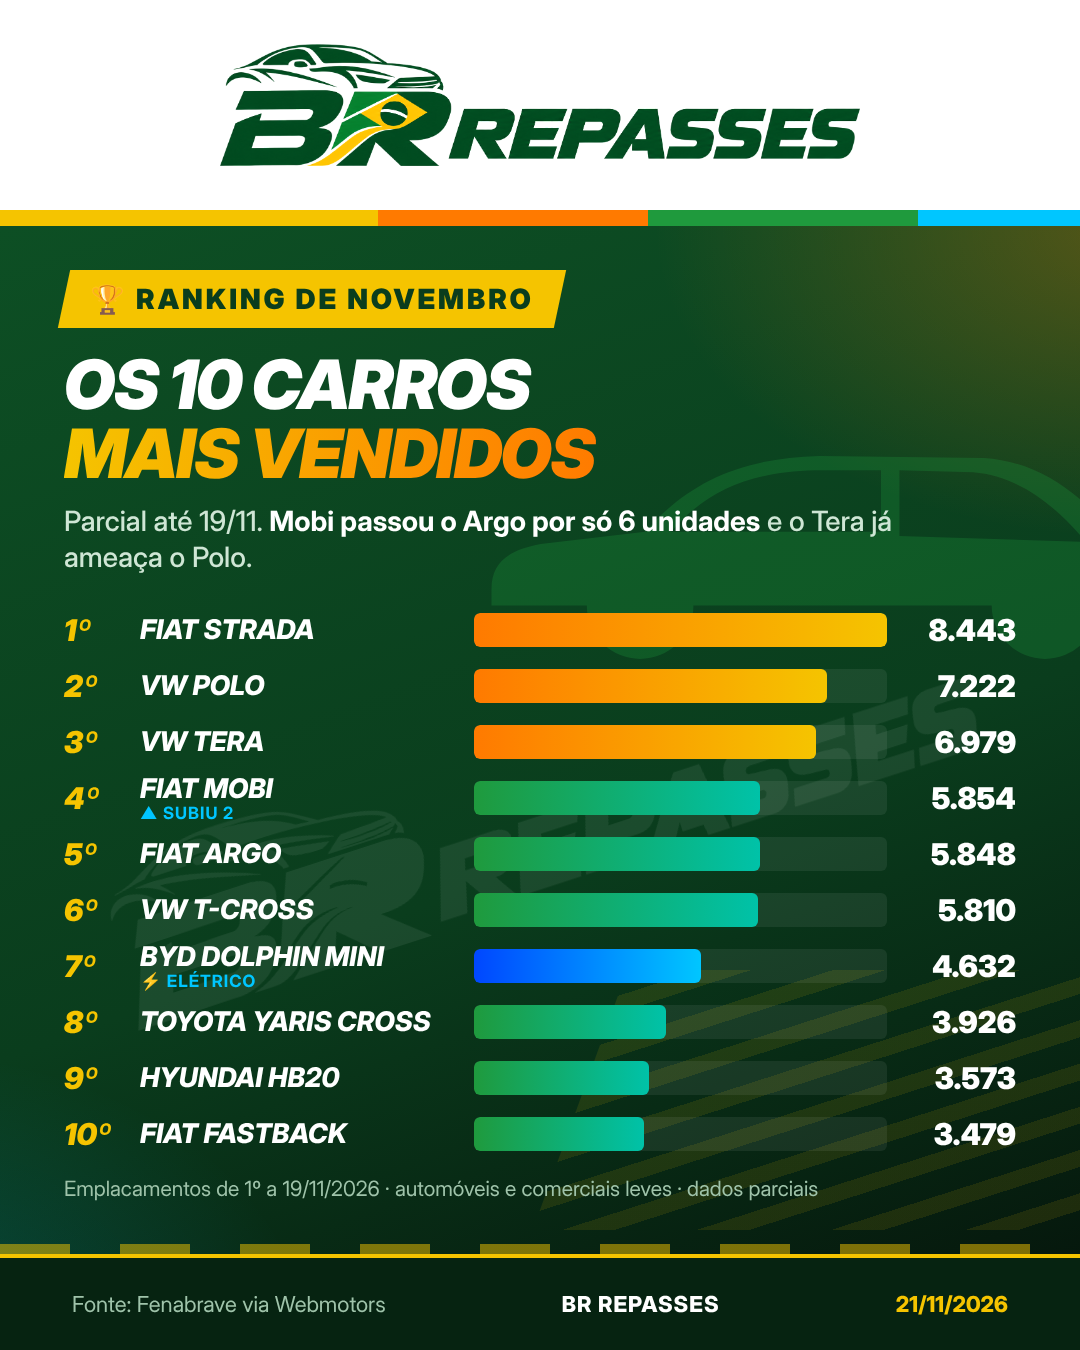 BR REPASSES
🏆 RANKING DE NOVEMBRO
OS 10 CARROS
MAIS VENDIDOS
Parcial até 19/11. Mobi passou o Argo por só 6 unidades e o Tera já
ameaça o Polo.
1º FIAT STRADA 8.443
2º VW POLO 7.222
3º VW TERA 6.979
4º FIAT MOBI 5.854
▲ SUBIU 2
5º FIAT ARGO 5.848
6º VW T-CROSS 5.810
7º BYD DOLPHIN MINI 4.632
⚡ ELÉTRICO
8º TOYOTA YARIS CROSS 3.926
9º HYUNDAI HB20 3.573
10º FIAT FASTBACK 3.479
BR REPASSES
Emplacamentos de 1º a 19/11/2026 · automóveis e comerciais leves · dados parciais
Fonte: Fenabrave via Webmotors BR REPASSES 21/11/2026